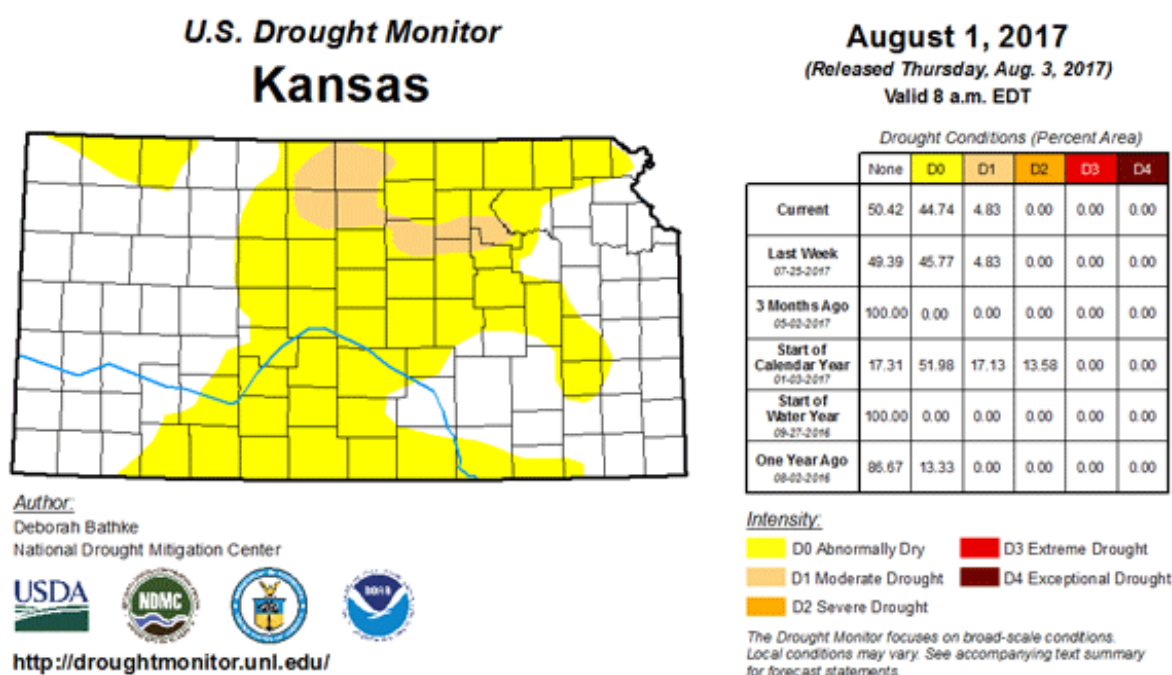 U.S. Drought Monitor
Kansas
August 1, 2017
(Released Thursday, Aug. 3, 2017)
Valid 8 a.m. EDT
Drought Conditions (Percent Area)
None D0 D1 D2 D3 D4
Current 50.42 44.74 4.83 0.00 0.00 0.00
Last Week 07-25-2017 49.39 45.77 4.83 0.00 0.00 0.00
3 Months Ago 05-02-2017 100.00 0.00 0.00 0.00 0.00 0.00
Start of Calendar Year 01-03-2017 17.31 51.98 17.13 13.58 0.00 0.00
Start of Water Year 09-27-2016 100.00 0.00 0.00 0.00 0.00 0.00
One Year Ago 08-02-2016 86.67 13.33 0.00 0.00 0.00 0.00
Intensity:
D0 Abnormally Dry
D1 Moderate Drought
D2 Severe Drought
D3 Extreme Drought
D4 Exceptional Drought
The Drought Monitor focuses on broad-scale conditions.
Local conditions may vary. See accompanying text summary
for forecast statements.
Author:
Deborah Bathke
National Drought Mitigation Center
USDA
NDMC
NOAA
http://droughtmonitor.unl.edu/